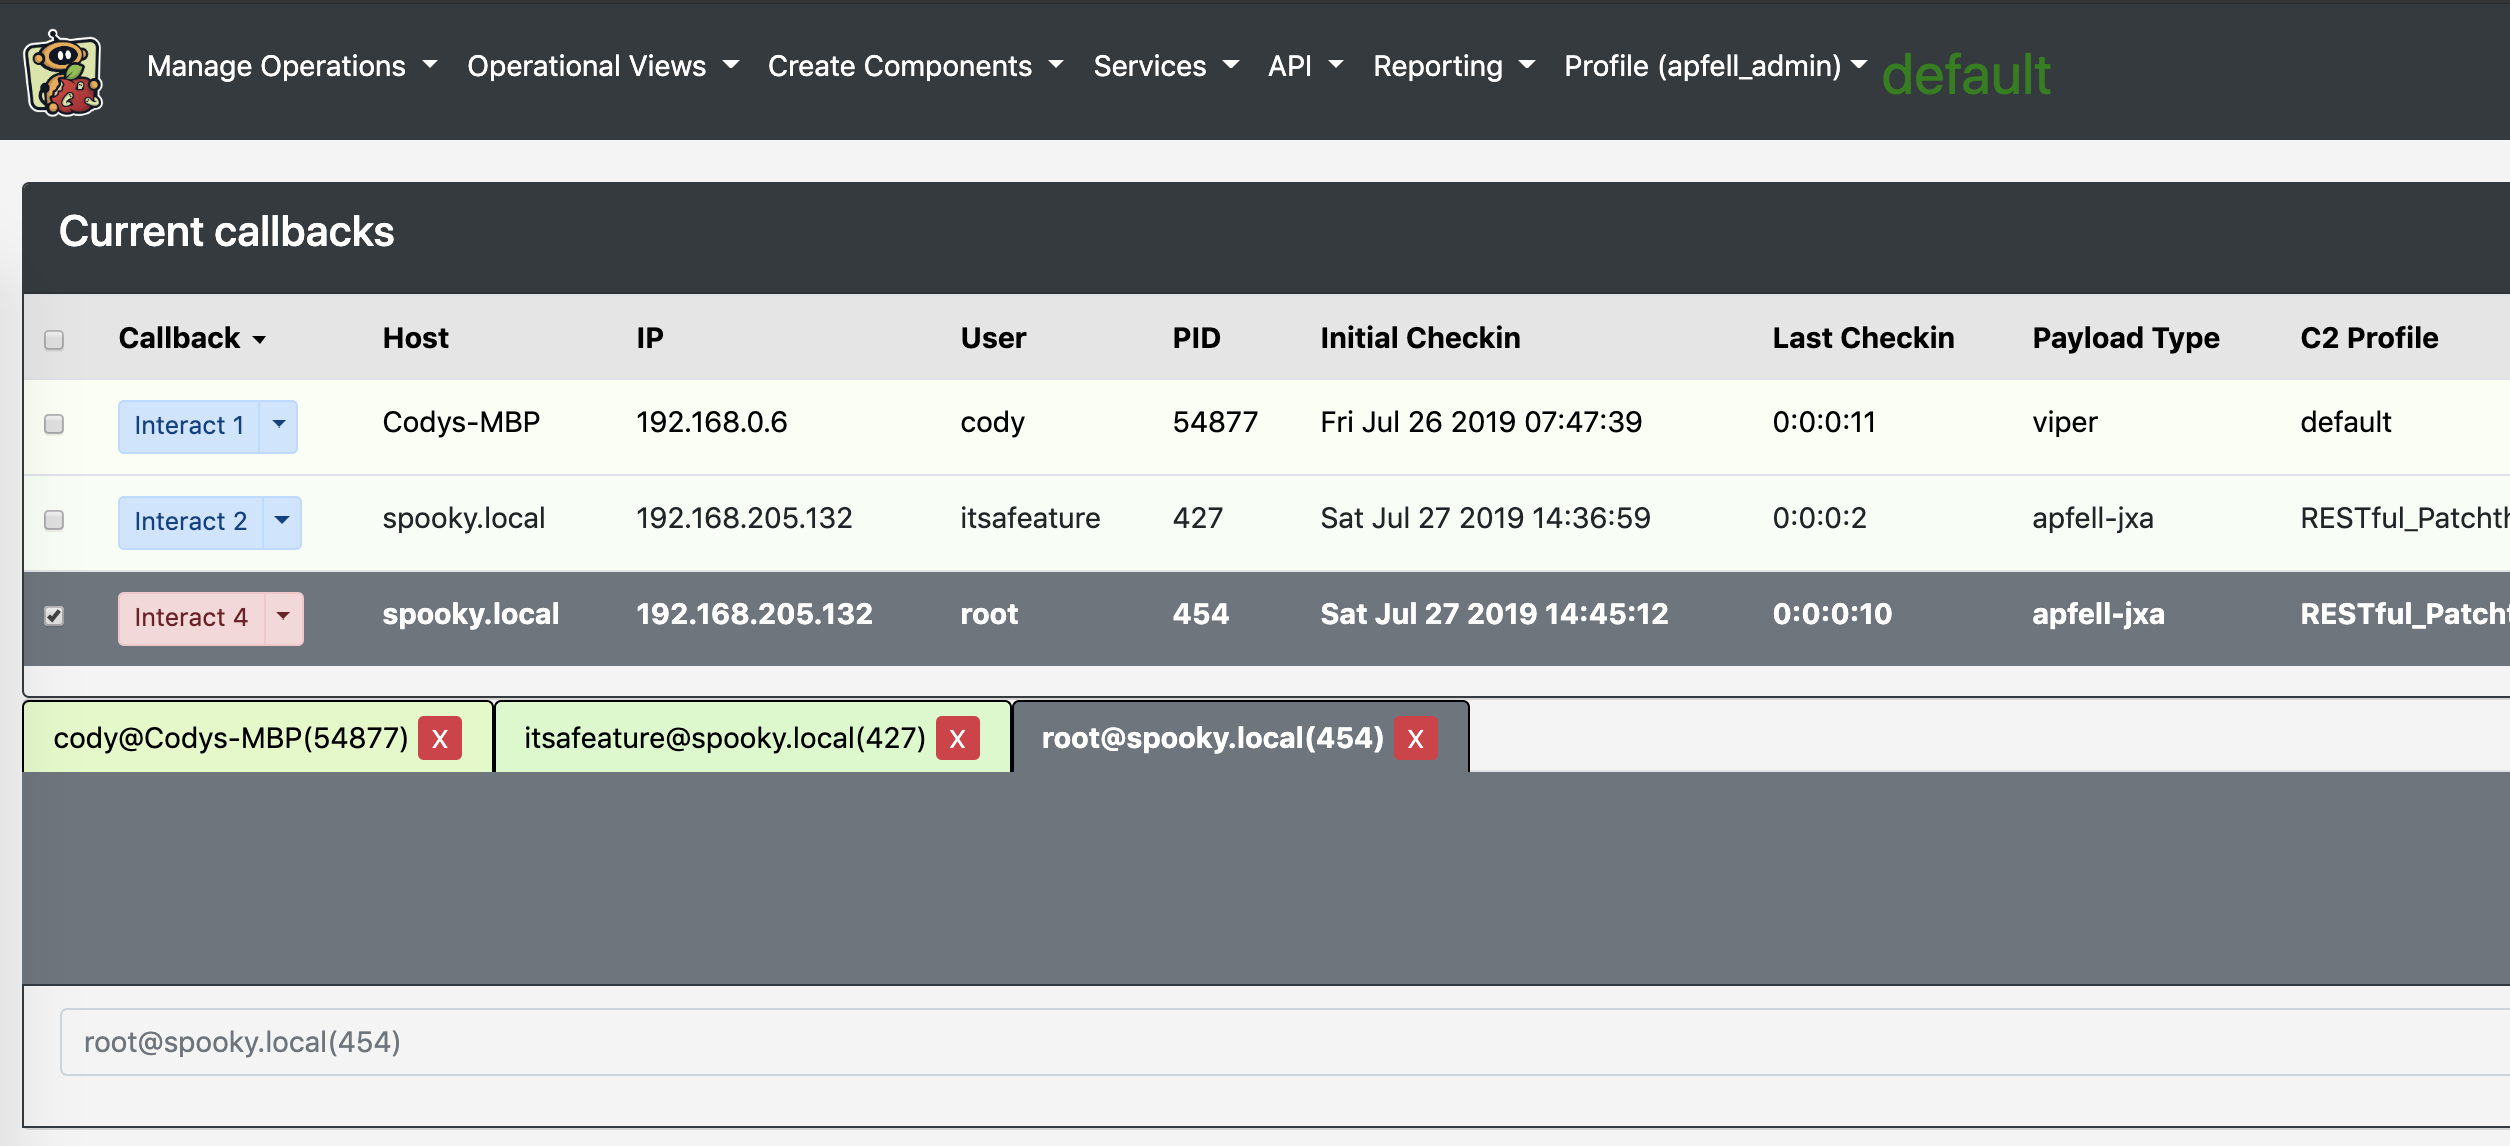 Manage Operations Operational Views Create Components Services API Reporting Profile (apfell_admin) default
Current callbacks
Callback Host IP User PID Initial Checkin Last Checkin Payload Type C2 Profile
Interact 1 Codys-MBP 192.168.0.6 cody 54877 Fri Jul 26 2019 07:47:39 0:0:0:11 viper default
Interact 2 spooky.local 192.168.205.132 itsafeature 427 Sat Jul 27 2019 14:36:59 0:0:0:2 apfell-jxa RESTful_Patchth
Interact 4 spooky.local 192.168.205.132 root 454 Sat Jul 27 2019 14:45:12 0:0:0:10 apfell-jxa RESTful_Patcht
cody@Codys-MBP(54877) X itsafeature@spooky.local(427) X root@spooky.local(454) X
root@spooky.local(454)